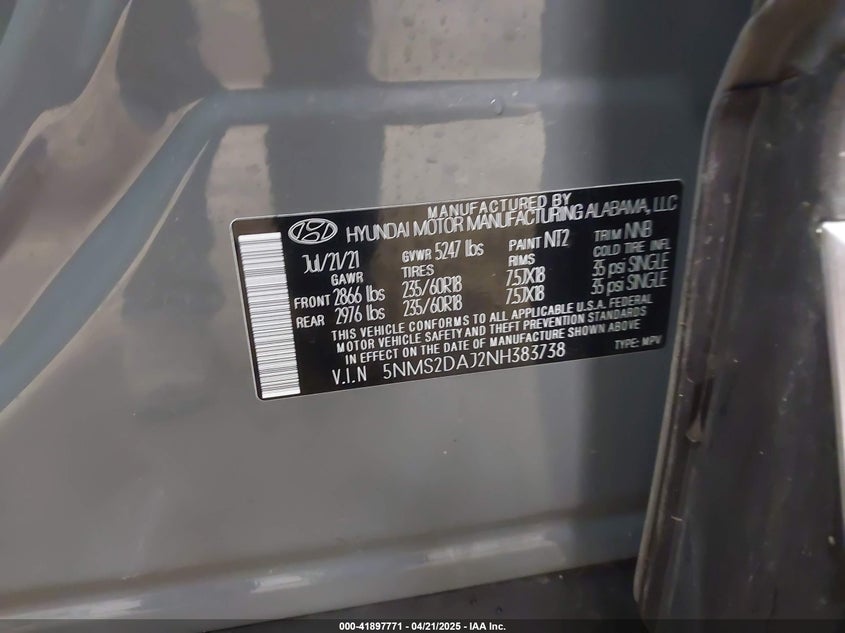 MANUFACTURED BY
HYUNDAI MOTOR MANUFACTURING ALABAMA, LLC
Jul/21/21 GVWR 5247 lbs PAINT NT2 TRIM NNB
GAWR TIRES RIMS COLD TIRE INFL
FRONT 2866 lbs 235/60R18 7.5JX18 35 psi SINGLE
REAR 2976 lbs 235/60R18 7.5JX18 35 psi SINGLE
THIS VEHICLE CONFORMS TO ALL APPLICABLE U.S.A. FEDERAL
MOTOR VEHICLE SAFETY AND THEFT PREVENTION STANDARDS
IN EFFECT ON THE DATE OF MANUFACTURE SHOWN ABOVE
V.I.N 5NMS2DAJ2NH383738 TYPE: MPV
000-41897771 - 04/21/2025 - IAA Inc.